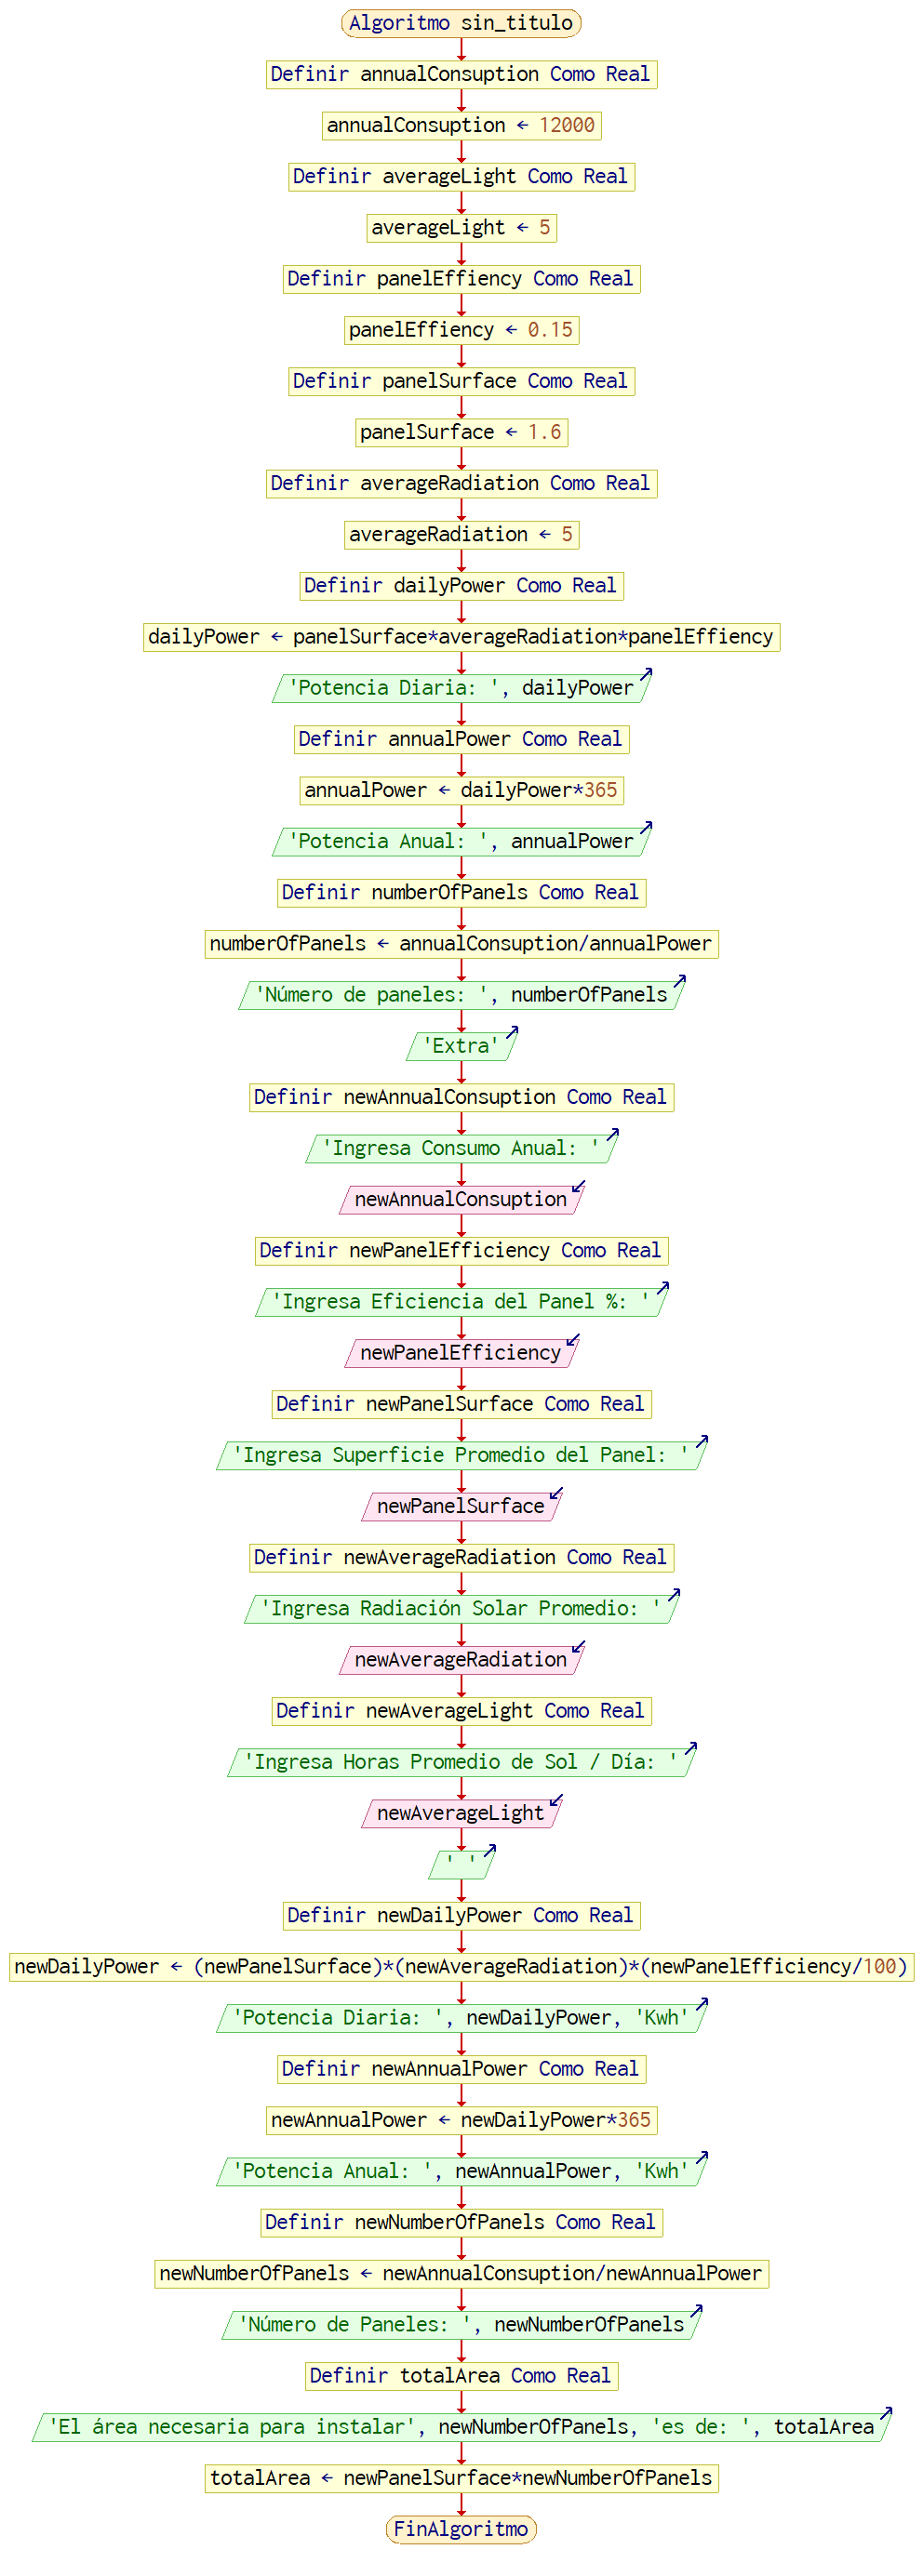 Algoritmo sin_titulo
Definir annualConsuption Como Real
annualConsuption ← 12000
Definir averageLight Como Real
averageLight ← 5
Definir panelEffiency Como Real
panelEffiency ← 0.15
Definir panelSurface Como Real
panelSurface ← 1.6
Definir averageRadiation Como Real
averageRadiation ← 5
Definir dailyPower Como Real
dailyPower ← panelSurface*averageRadiation*panelEffiency
'Potencia Diaria: ', dailyPower
Definir annualPower Como Real
annualPower ← dailyPower*365
'Potencia Anual: ', annualPower
Definir numberOfPanels Como Real
numberOfPanels ← annualConsuption/annualPower
'Número de paneles: ', numberOfPanels
'Extra'
Definir newAnnualConsuption Como Real
'Ingresa Consumo Anual: '
newAnnualConsuption
Definir newPanelEfficiency Como Real
'Ingresa Eficiencia del Panel %: '
newPanelEfficiency
Definir newPanelSurface Como Real
'Ingresa Superficie Promedio del Panel: '
newPanelSurface
Definir newAverageRadiation Como Real
'Ingresa Radiación Solar Promedio: '
newAverageRadiation
Definir newAverageLight Como Real
'Ingresa Horas Promedio de Sol / Día: '
newAverageLight
' '
Definir newDailyPower Como Real
newDailyPower ← (newPanelSurface)*(newAverageRadiation)*(newPanelEfficiency/100)
'Potencia Diaria: ', newDailyPower, 'Kwh'
Definir newAnnualPower Como Real
newAnnualPower ← newDailyPower*365
'Potencia Anual: ', newAnnualPower, 'Kwh'
Definir newNumberOfPanels Como Real
newNumberOfPanels ← newAnnualConsuption/newAnnualPower
'Número de Paneles: ', newNumberOfPanels
Definir totalArea Como Real
'El área necesaria para instalar', newNumberOfPanels, 'es de: ', totalArea
totalArea ← newPanelSurface*newNumberOfPanels
FinAlgoritmo